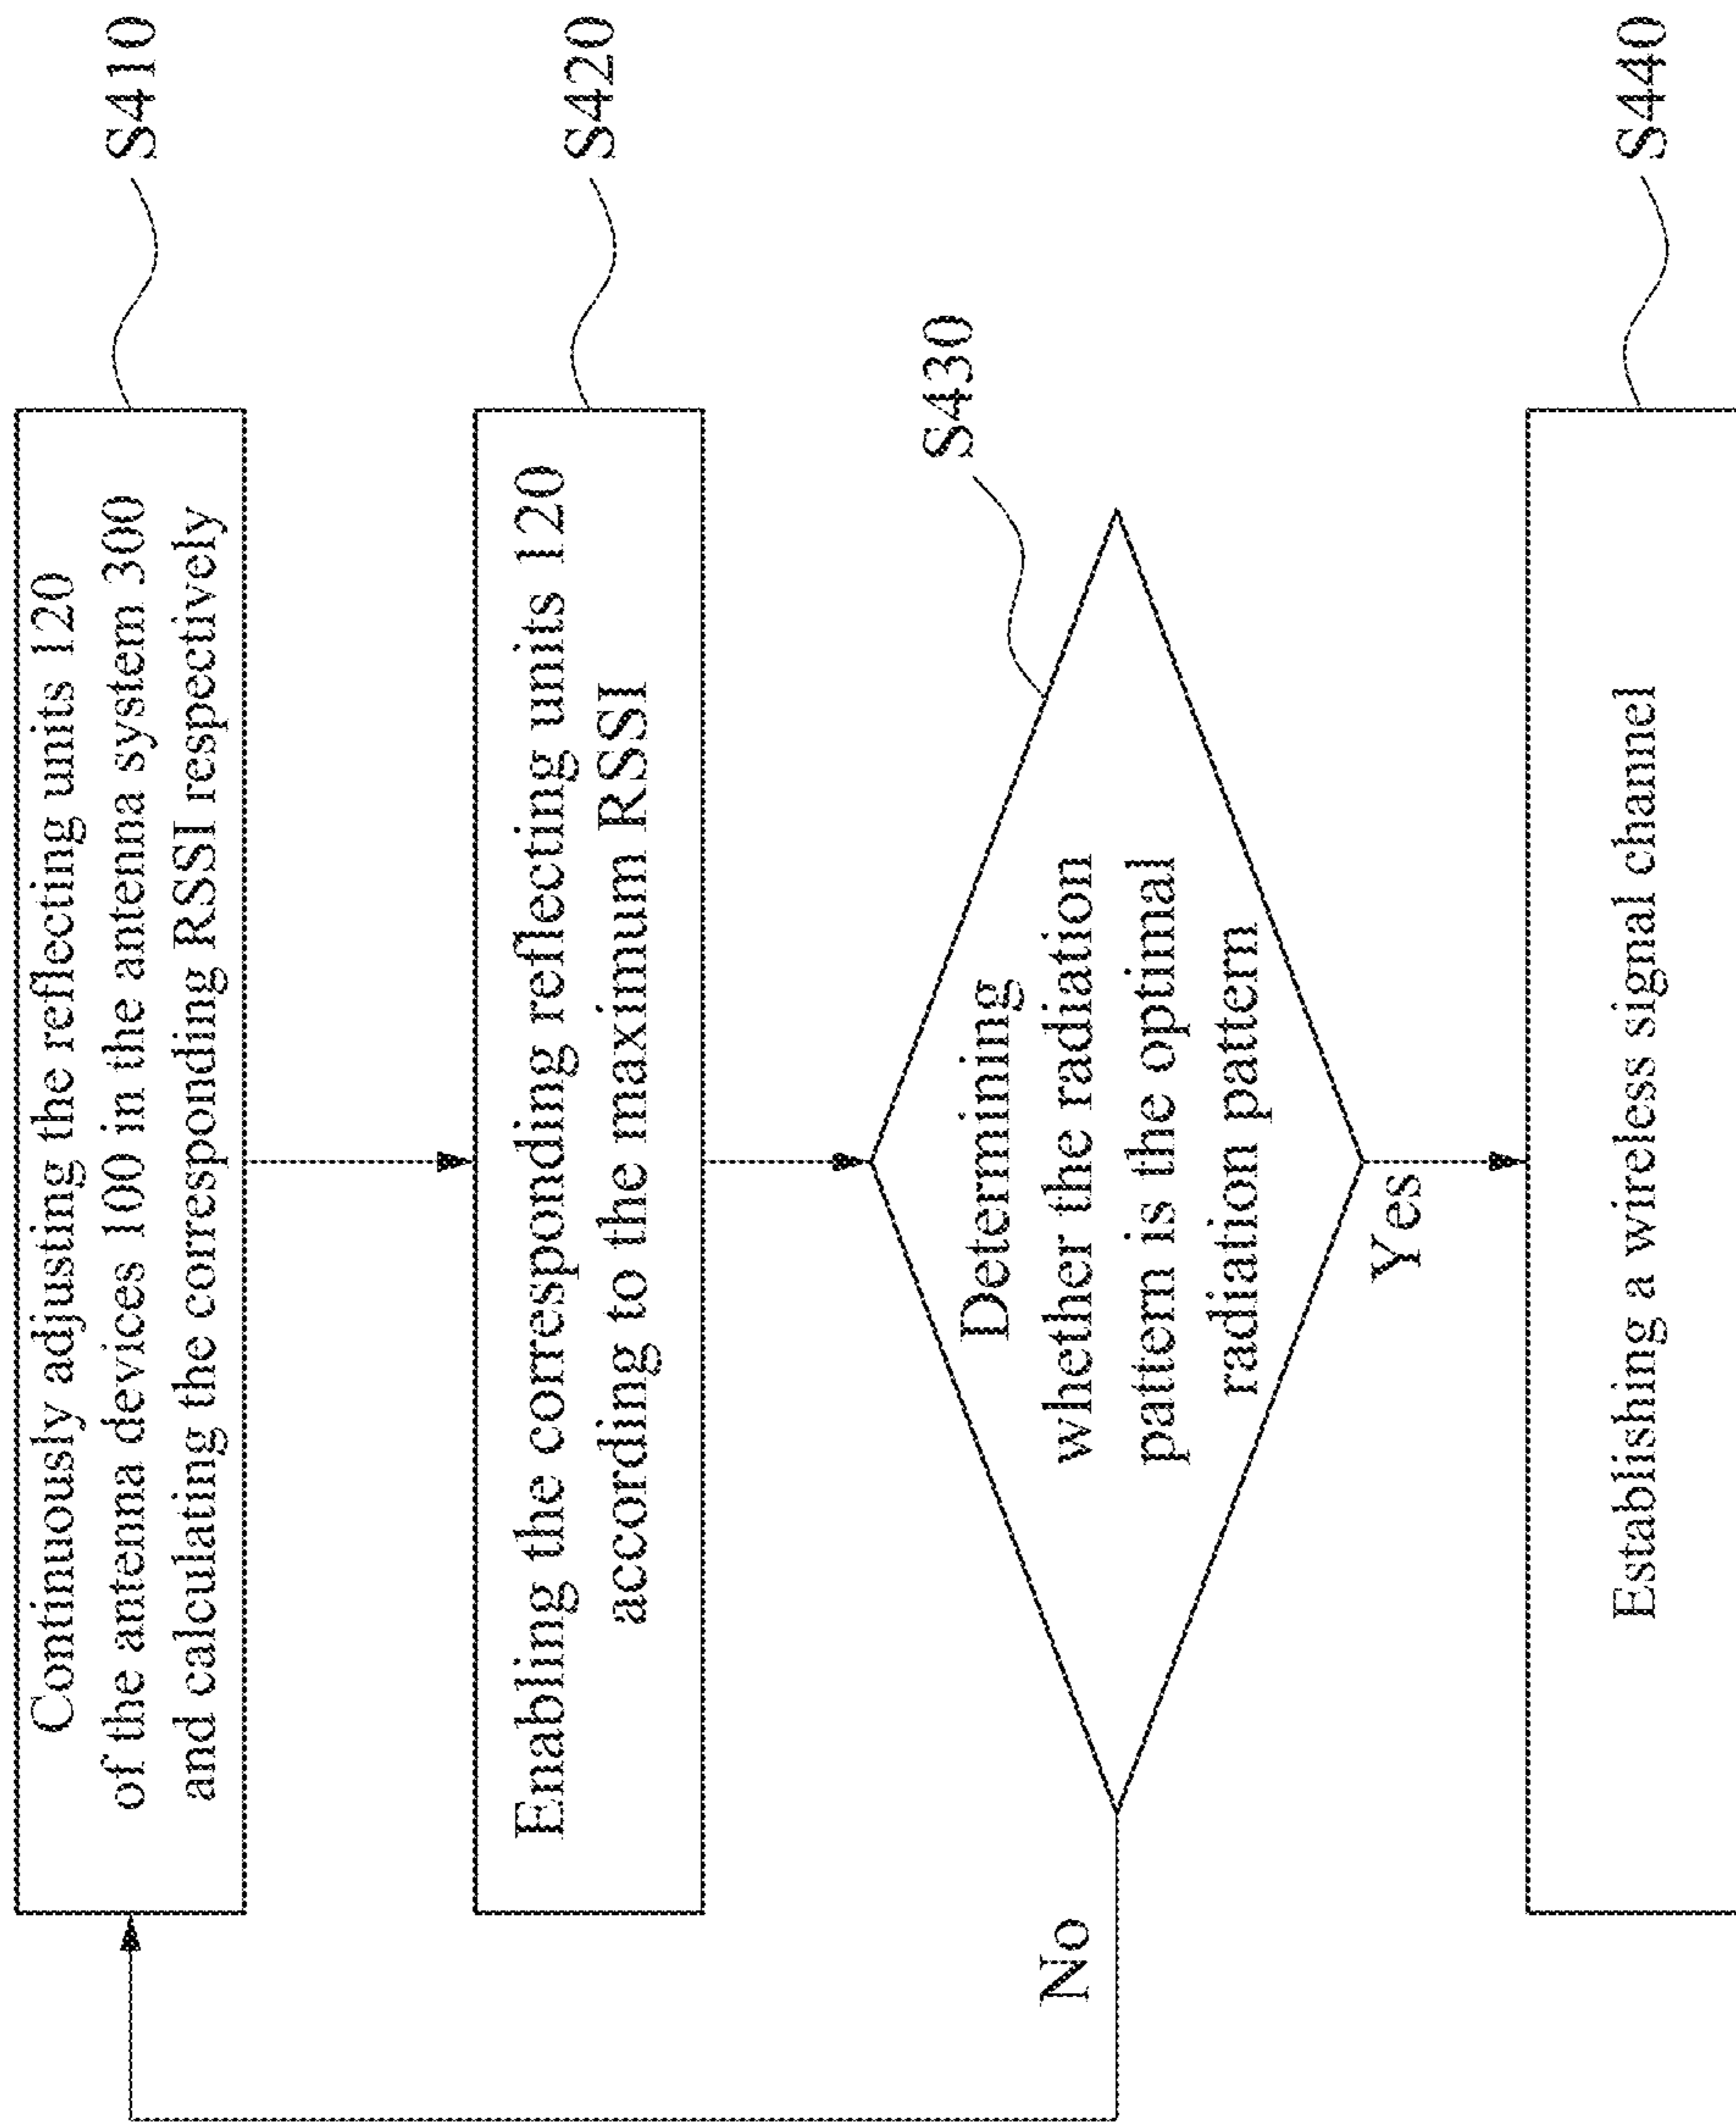 Continuously adjusting the reflecting units 120
of the antenna devices 100 in the antenna system 300
and calculating the corresponding RSSI respectively
S410
Enabling the corresponding reflecting units 120
according to the maximum RSSI
S420
Determining
whether the radiation
pattern is the optimal
radiation pattern
S430
No
Yes
Establishing a wireless signal channel
S440